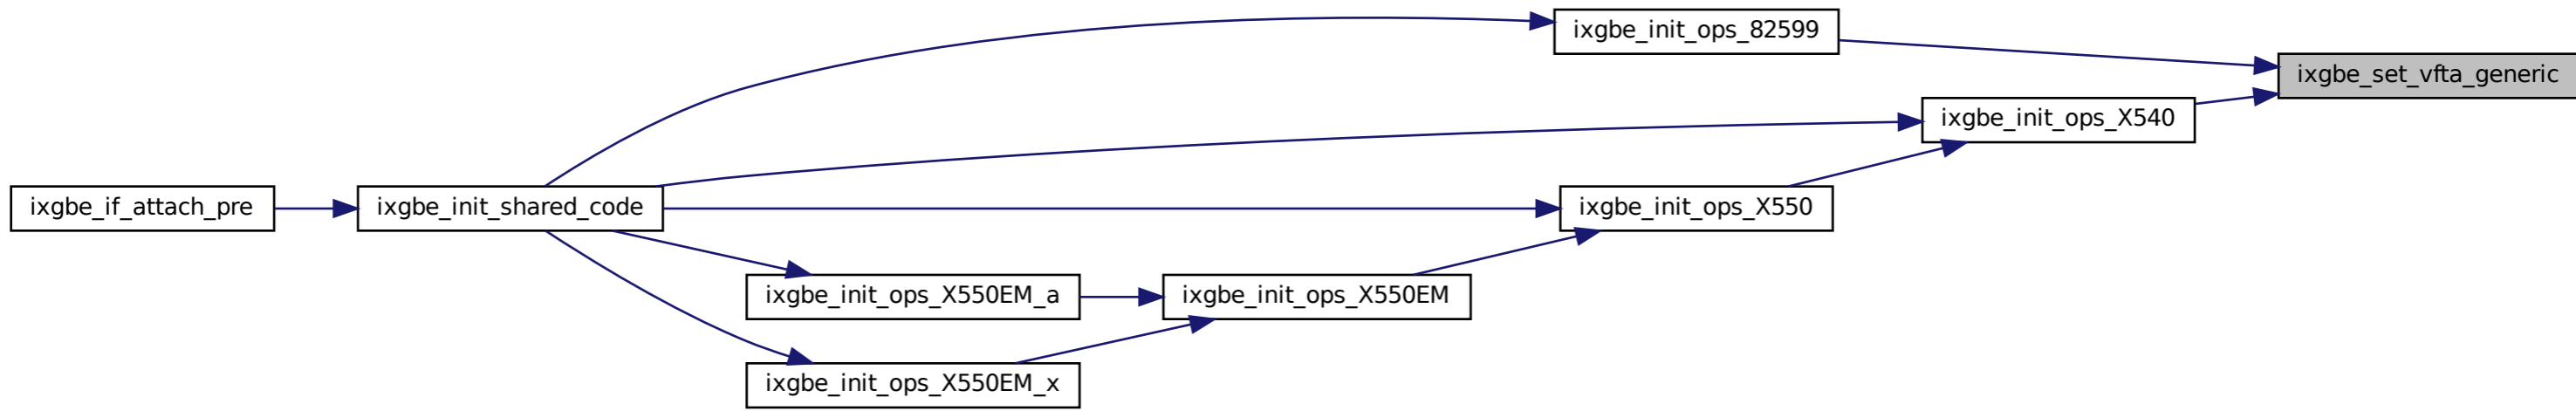 ixgbe_init_ops_82599
ixgbe_set_vfta_generic
ixgbe_init_ops_X540
ixgbe_if_attach_pre
ixgbe_init_shared_code
ixgbe_init_ops_X550
ixgbe_init_ops_X550EM_a
ixgbe_init_ops_X550EM
ixgbe_init_ops_X550EM_x